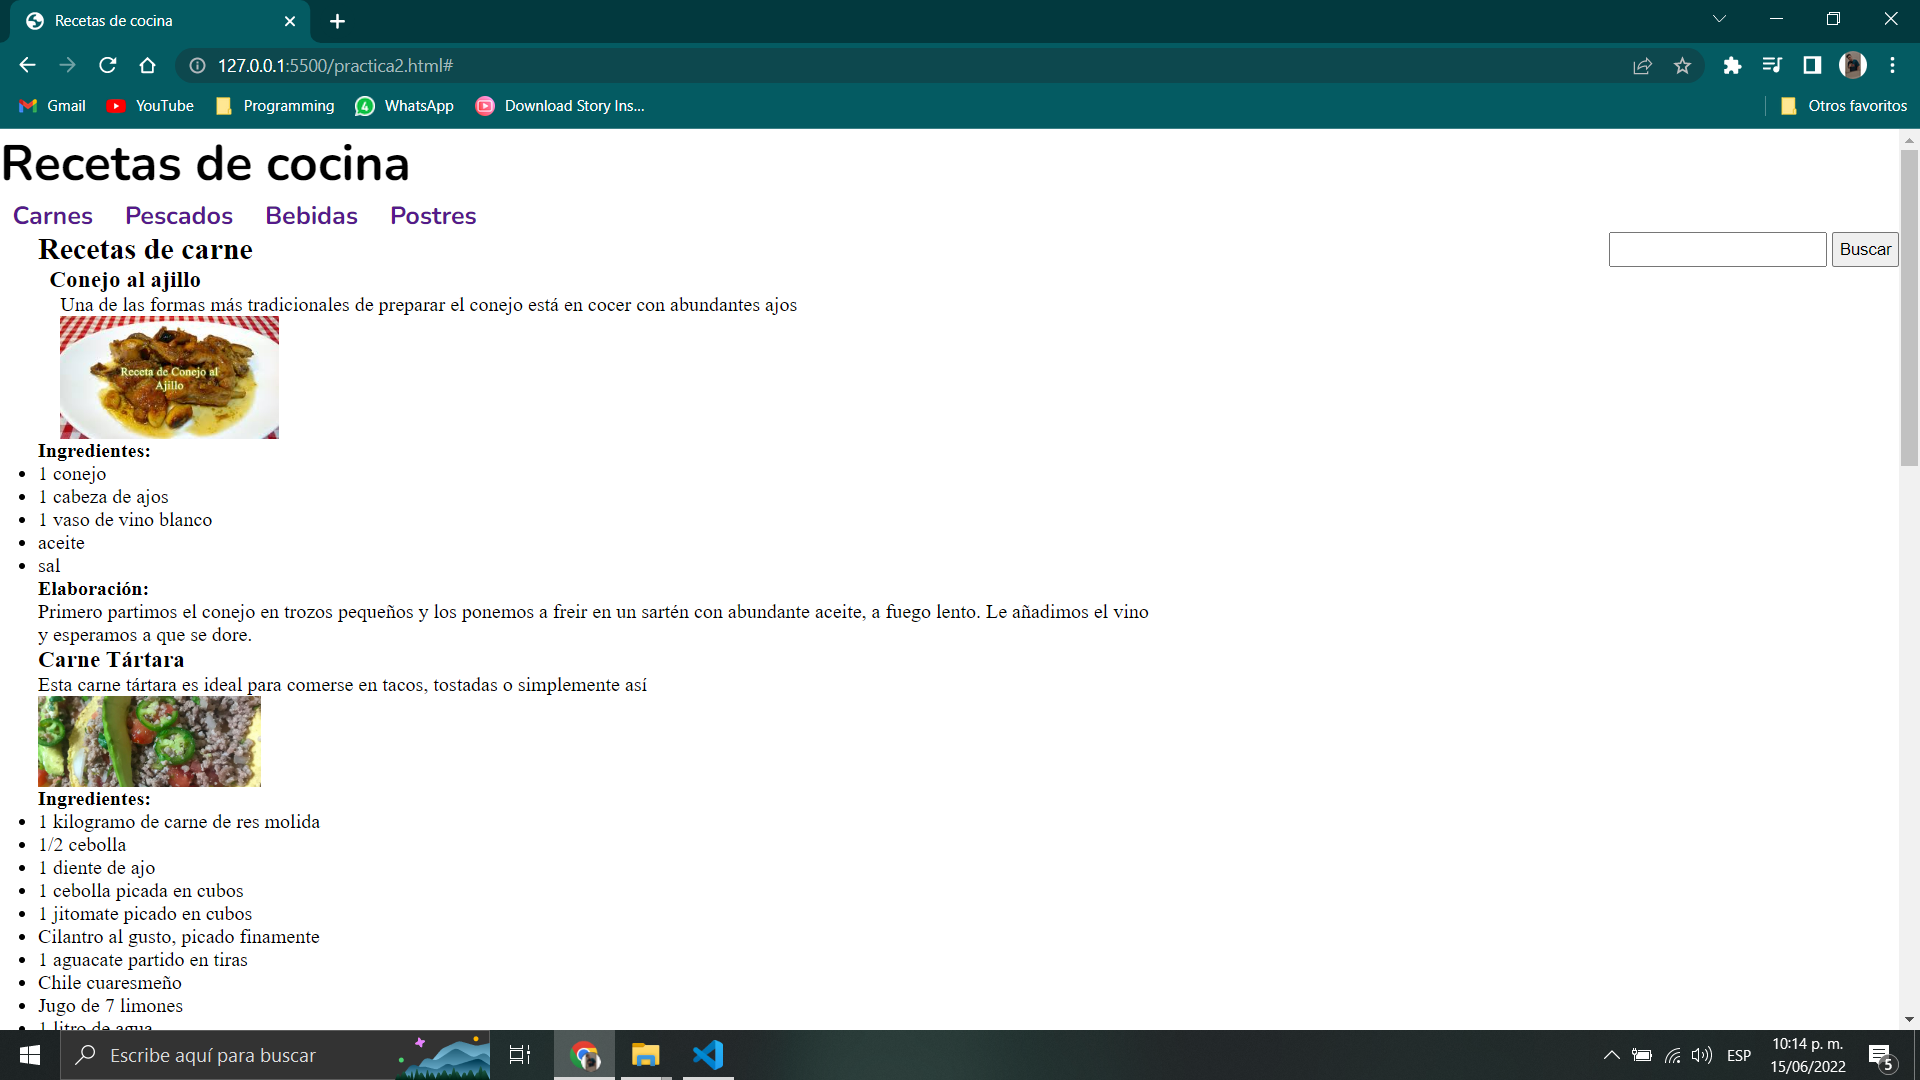 Recetas de cocina
127.0.0.1:5500/practica2.html#
Gmail YouTube Programming WhatsApp Download Story Ins... Otros favoritos
Recetas de cocina
Carnes Pescados Bebidas Postres
Recetas de carne Buscar
Conejo al ajillo
Una de las formas más tradicionales de preparar el conejo está en cocer con abundantes ajos
Receta de Conejo al
Ajillo
Ingredientes:
1 conejo
1 cabeza de ajos
1 vaso de vino blanco
aceite
sal
Elaboración:
Primero partimos el conejo en trozos pequeños y los ponemos a freir en un sartén con abundante aceite, a fuego lento. Le añadimos el vino
y esperamos a que se dore.
Carne Tártara
Esta carne tártara es ideal para comerse en tacos, tostadas o simplemente así
Ingredientes:
1 kilogramo de carne de res molida
1/2 cebolla
1 diente de ajo
1 cebolla picada en cubos
1 jitomate picado en cubos
Cilantro al gusto, picado finamente
1 aguacate partido en tiras
Chile cuaresmeño
Jugo de 7 limones
1 litro de agua
Escribe aquí para buscar
ESP
10:14 p. m.
15/06/2022
5